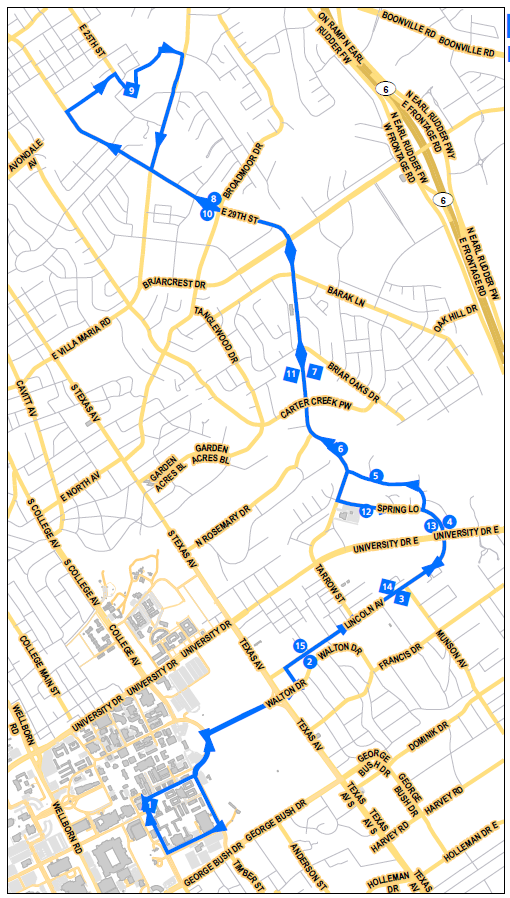 ON RAMP N EARL
RUDDER FW
BOONVILLE RD
BOONVILLE RD
E 25TH ST
6
N EARL RUDDER FWY
E FRONTAGE RD
N EARL RUDDER FW
W FRONTAGE RD
9
AVONDALE
AV
BROADMOOR DR
8
10
E 29TH ST
6
N EARL RUDDER FW
E FRONTAGE RD
BRIARCREST DR
BARAK LN
OAK HILL DR
E VILLA MARIA RD
TANGLEWOOD DR
11
7
BRIAR OAKS DR
CAVITT AV
S TEXAS AV
CARTER CREEK PW
6
GARDEN
ACRES BL
GARDEN
ACRES BL
5
E NORTH AV
12
SPRING LO
4
13
S COLLEGE AV
N ROSEMARY DR
S TEXAS AV
UNIVERSITY DR E
UNIVERSITY DR E
S COLLEGE AV
TARROW ST
14
3
LINCOLN AV
COLLEGE AV
UNIVERSITY DR
TEXAS AV
15
2
WALTON DR
FRANCIS DR
MUNSON AV
COLLEGE MAIN ST
UNIVERSITY DR
UNIVERSITY DR
WALTON DR
WELLBORN
RD
TEXAS AV
DOMINIK DR
GEORGE
BUSH DR
GEORGE
BUSH DR
1
TEXAS
AV S
TEXAS
AV S
HARVEY RD
HARVEY RD
WELLBORN RD
GEORGE BUSH DR
HOLLEMAN DR E
GEORGE BUSH DR
TIMBER ST
ANDERSON ST
HOLLEMAN
DR
TEXAS
AV